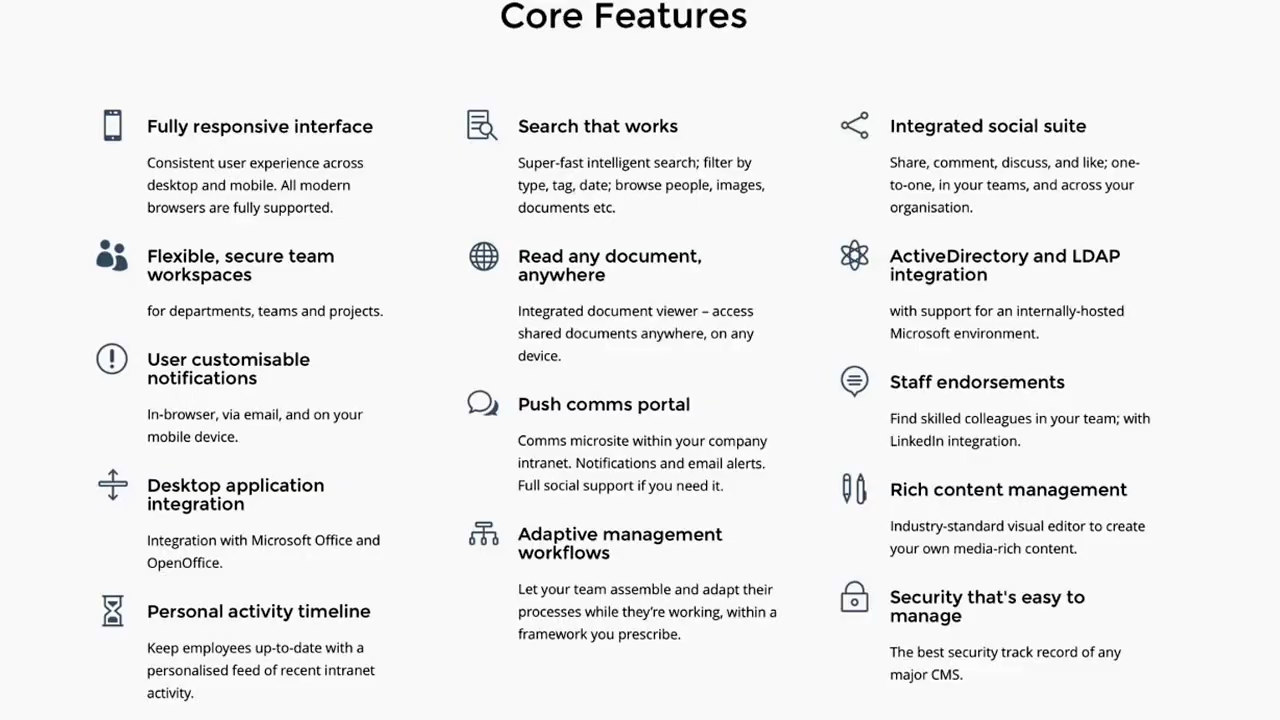 Core Features
Fully responsive interface
Consistent user experience across
desktop and mobile. All modern
browsers are fully supported.
Flexible, secure team
workspaces
for departments, teams and projects.
User customisable
notifications
In-browser, via email, and on your
mobile device.
Desktop application
integration
Integration with Microsoft Office and
OpenOffice.
Personal activity timeline
Keep employees up-to-date with a
personalised feed of recent intranet
activity.
Search that works
Super-fast intelligent search; filter by
type, tag, date; browse people, images,
documents etc.
Read any document,
anywhere
Integrated document viewer – access
shared documents anywhere, on any
device.
Push comms portal
Comms microsite within your company
intranet. Notifications and email alerts.
Full social support if you need it.
Adaptive management
workflows
Let your team assemble and adapt their
processes while they’re working, within a
framework you prescribe.
Integrated social suite
Share, comment, discuss, and like; one-
to-one, in your teams, and across your
organisation.
ActiveDirectory and LDAP
integration
with support for an internally-hosted
Microsoft environment.
Staff endorsements
Find skilled colleagues in your team; with
LinkedIn integration.
Rich content management
Industry-standard visual editor to create
your own media-rich content.
Security that's easy to
manage
The best security track record of any
major CMS.